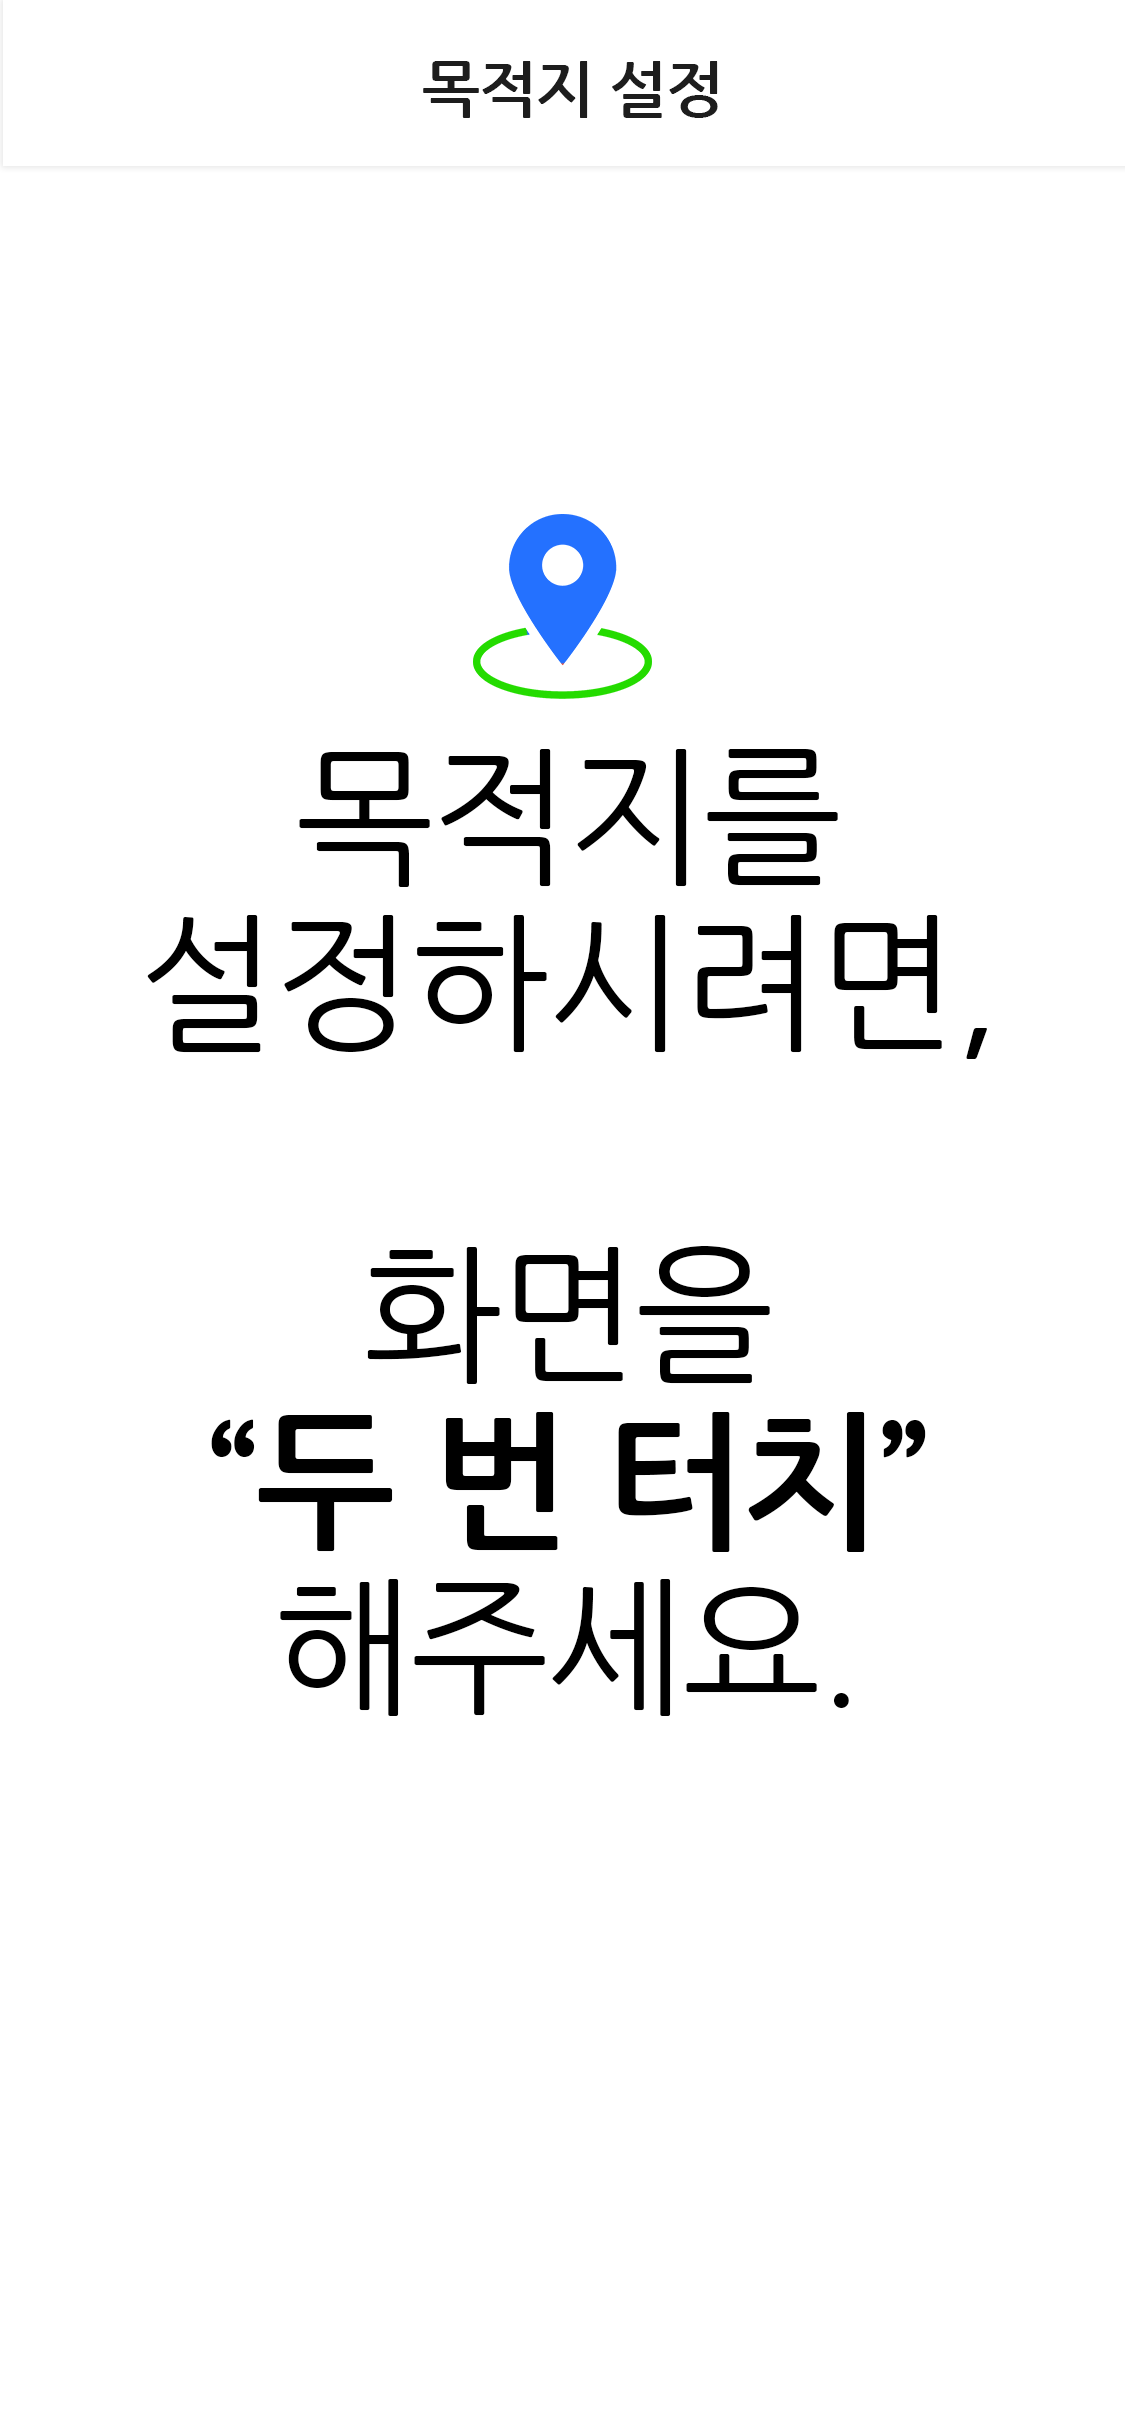 목적지 설정
목적지를
설정하시려면,
화면을
“두 번 터치”
해주세요.